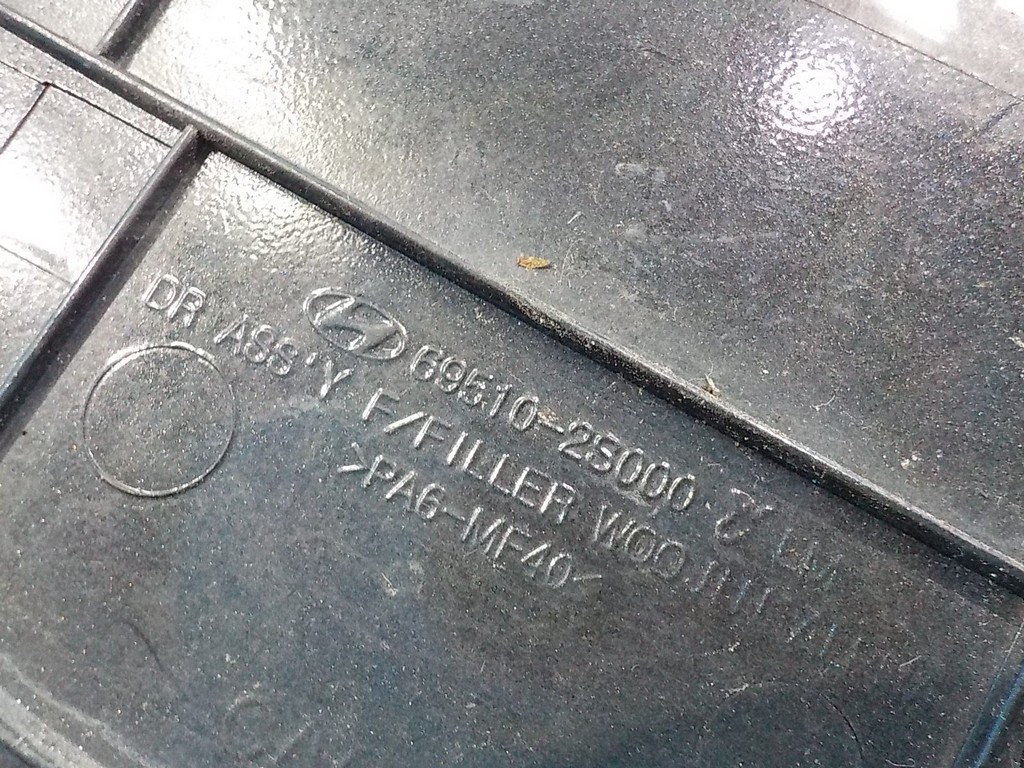 69510-2S000
DR ASS'Y F/FILLER
>PA6-MF40<